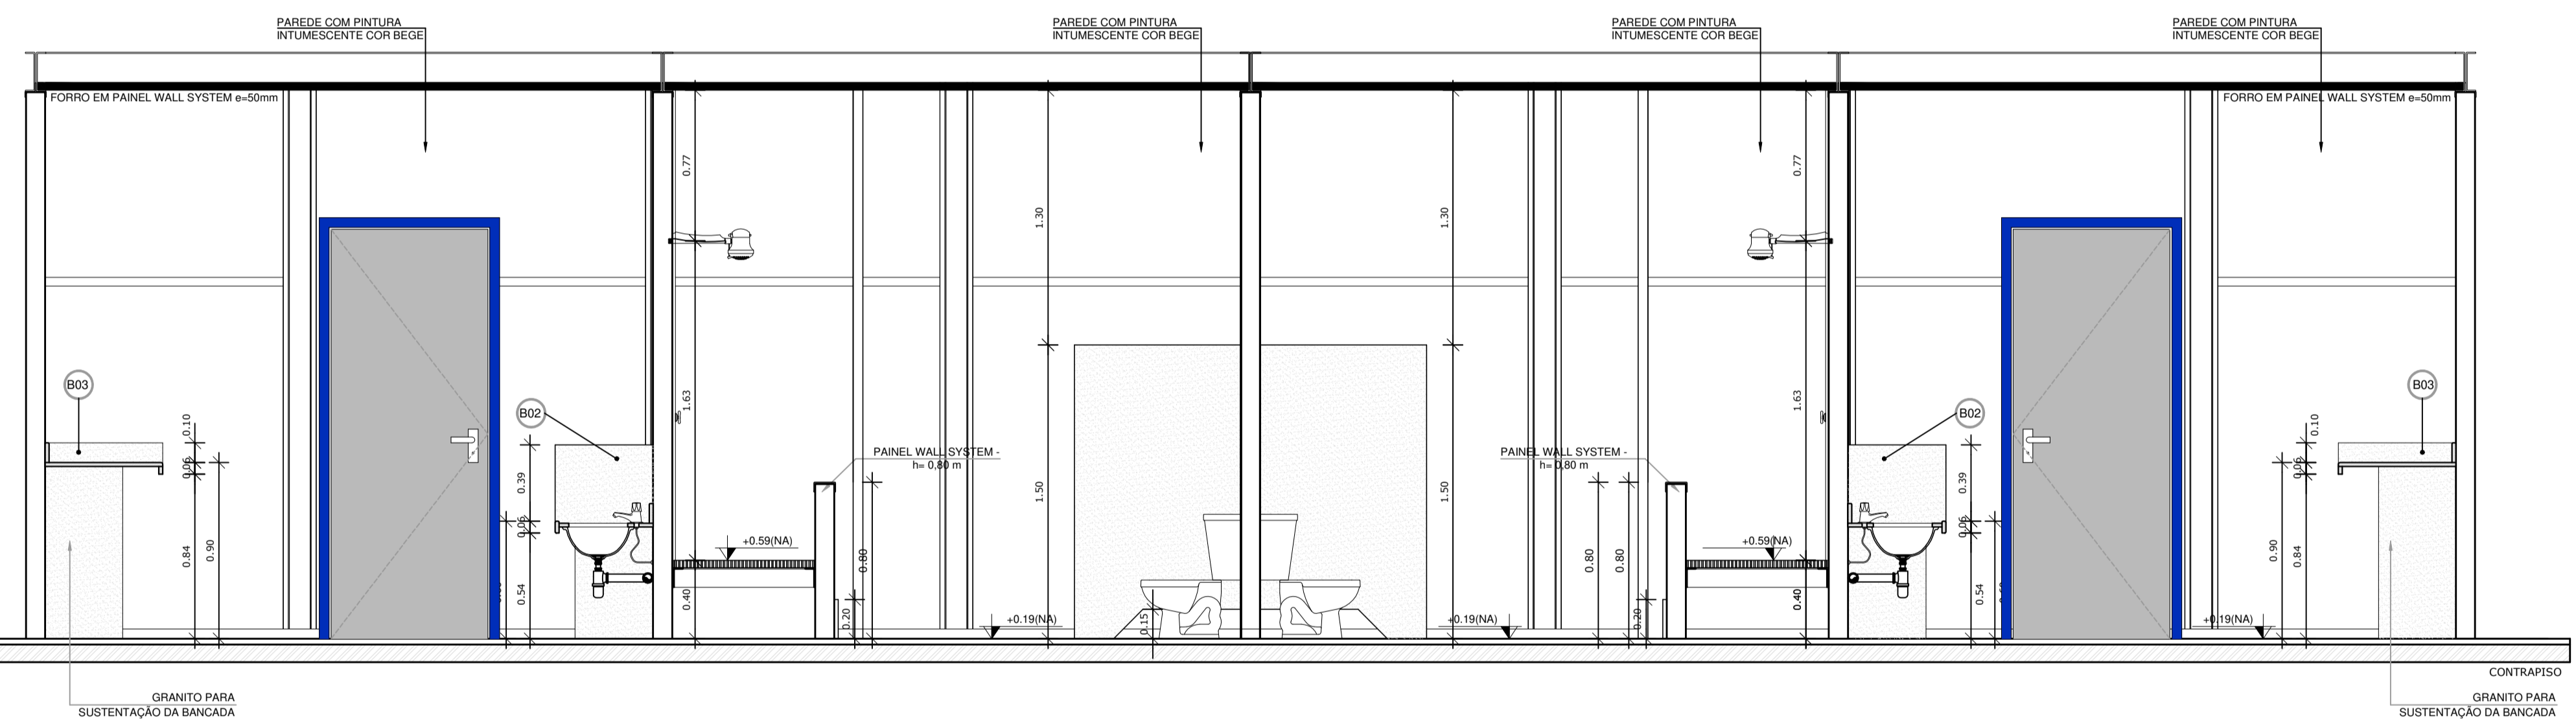 PAREDE COM PINTURA
INTUMESCENTE COR BEGE
PAREDE COM PINTURA
INTUMESCENTE COR BEGE
PAREDE COM PINTURA
INTUMESCENTE COR BEGE
PAREDE COM PINTURA
INTUMESCENTE COR BEGE
FORRO EM PAINEL WALL SYSTEM e=50mm
FORRO EM PAINEL WALL SYSTEM e=50mm
0.77
0.77
1.30
1.30
B03
B02
1.63
1.63
B02
B03
0.10
0.06
0.84
0.90
0.39
0.06
0.54
PAINEL WALL SYSTEM -
h= 0,80 m
PAINEL WALL SYSTEM -
h= 0,80 m
1.50
1.50
+0.59(NA)
+0.59(NA)
0.40
0.20
0.80
+0.19(NA)
0.15
+0.19(NA)
0.80
0.80
0.20
0.40
0.39
0.06
0.54
+0.19(NA)
0.90
0.84
0.06
0.10
CONTRAPISO
GRANITO PARA
SUSTENTAÇÃO DA BANCADA
GRANITO PARA
SUSTENTAÇÃO DA BANCADA